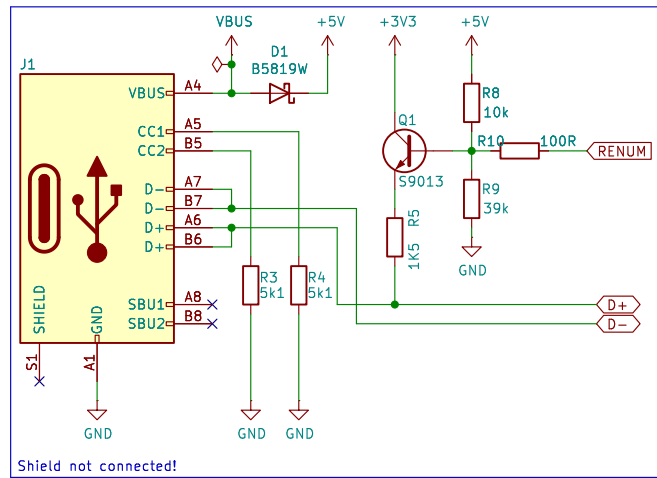 VBUS
+5V
+3V3
+5V
D1
B5819W
J1
VBUS
A4
CC1
A5
CC2
B5
D-
A7
D-
B7
D+
A6
D+
B6
SBU1
A8
SBU2
B8
SHIELD
GND
S1
A1
Q1
S9013
R8
10k
R10
100R
RENUM
R9
39k
GND
R5
1K5
R3
5k1
R4
5k1
D+
D-
GND
GND
GND
Shield not connected!